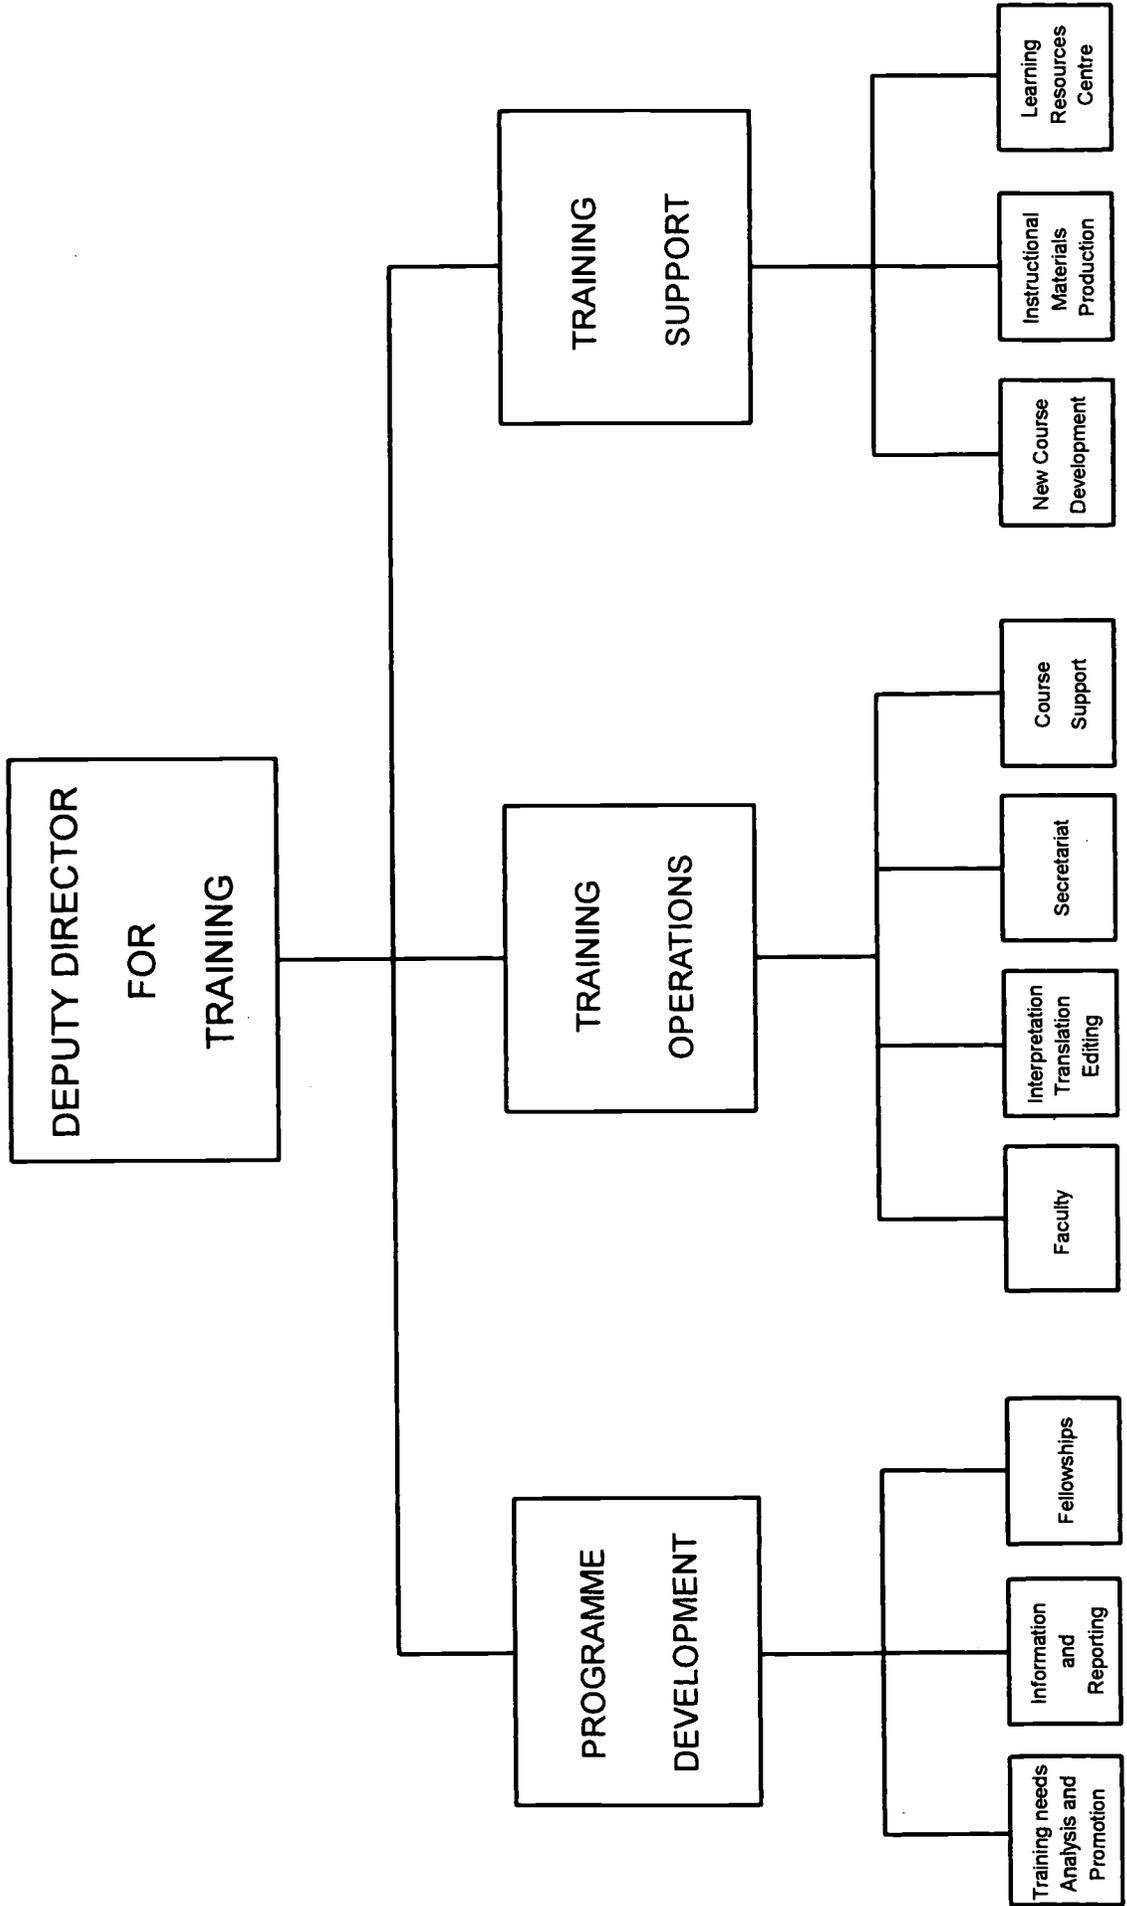 DEPUTY DIRECTOR
FOR
TRAINING
PROGRAMME
DEVELOPMENT
TRAINING
OPERATIONS
TRAINING
SUPPORT
Training needs
Analysis and
Promotion
Information
and
Reporting
Fellowships
Faculty
Interpretation
Translation
Editing
Secretariat
Course
Support
New Course
Development
Instructional
Materials
Production
Learning
Resources
Centre